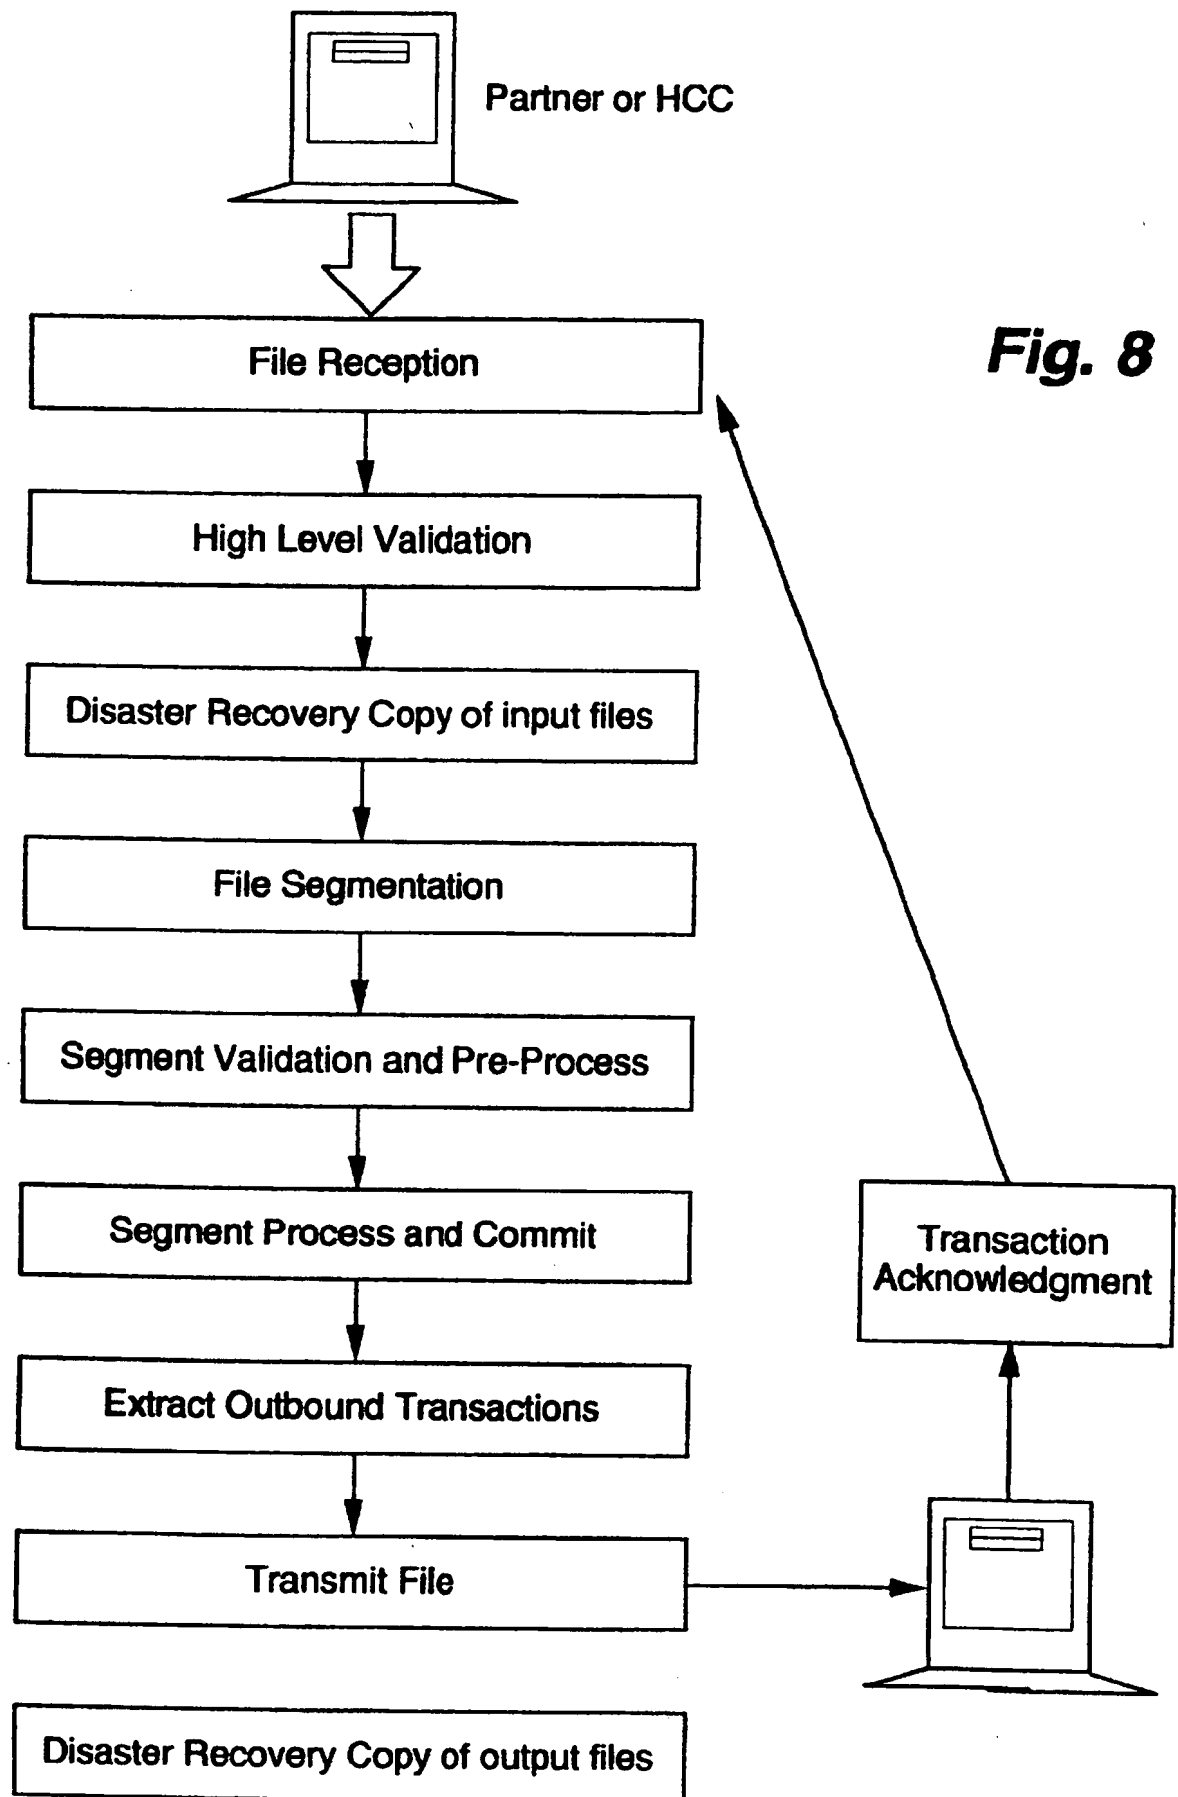 Partner or HCC
Fig. 8
File Reception
High Level Validation
Disaster Recovery Copy of input files
File Segmentation
Segment Validation and Pre-Process
Segment Process and Commit
Transaction
Acknowledgment
Extract Outbound Transactions
Transmit File
Disaster Recovery Copy of output files